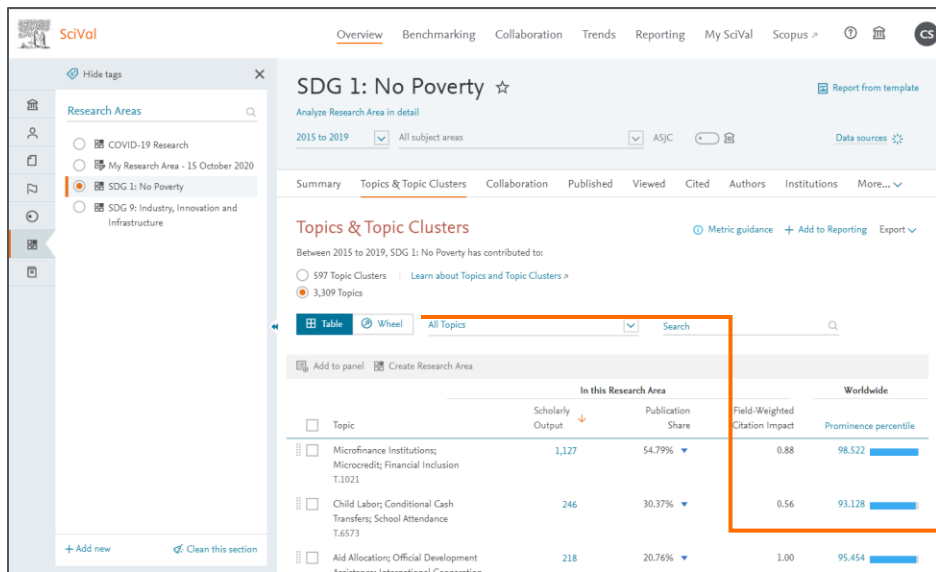 SciVal
Overview Benchmarking Collaboration Trends Reporting My SciVal Scopus ↗ CS
Hide tags ×
Research Areas
COVID-19 Research
My Research Area - 15 October 2020
SDG 1: No Poverty
SDG 9: Industry, Innovation and
Infrastructure
+ Add new Clean this section
SDG 1: No Poverty ☆
Report from template
Analyze Research Area in detail
2015 to 2019 All subject areas ASJC Data sources
Summary Topics & Topic Clusters Collaboration Published Viewed Cited Authors Institutions More...
Topics & Topic Clusters
Metric guidance + Add to Reporting Export
Between 2015 to 2019, SDG 1: No Poverty has contributed to:
597 Topic Clusters Learn about Topics and Topic Clusters ↗
3,309 Topics
Table Wheel All Topics Search
Add to panel Create Research Area
In this Research Area Worldwide
Scholarly Publication Field-Weighted
Topic Output Share Citation Impact Prominence percentile
Microfinance Institutions; 1,127 54.79% ▼ 0.88 98.522
Microcredit; Financial Inclusion
T.1021
Child Labor; Conditional Cash 246 30.37% ▼ 0.56 93.128
Transfers; School Attendance
T.6573
Aid Allocation; Official Development 218 20.76% ▼ 1.00 95.454
Assistance; International Cooperation